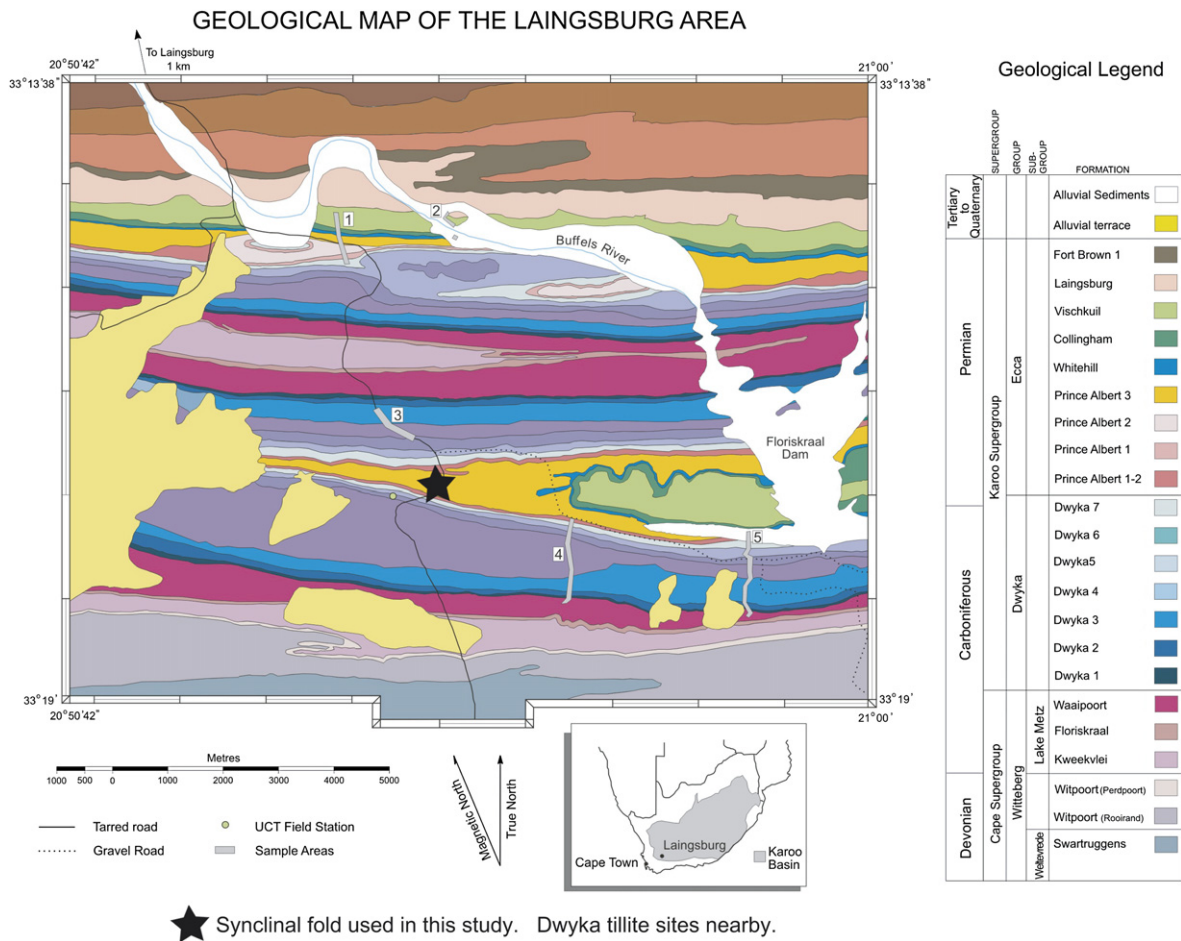 GEOLOGICAL MAP OF THE LAINGSBURG AREA
To Laingsburg
1 km
20°50'42"
21°00'
33°13'38"
33°13'38"
1
2
Buffels River
3
Floriskraal
Dam
4
5
33°19'
33°19'
20°50'42"
21°00'
Metres
1000 500 0 1000 2000 3000 4000 5000
Tarred road
Gravel Road
UCT Field Station
Sample Areas
Magnetic North
True North
Laingsburg
Cape Town
Karoo
Basin
Synclinal fold used in this study. Dwyka tillite sites nearby.
Geological Legend
SUPERGROUP
GROUP
SUB-
GROUP
FORMATION
Tertiary
to
Quaternary
Alluvial Sediments
Alluvial terrace
Permian
Karoo Supergroup
Ecca
Fort Brown 1
Laingsburg
Vischkuil
Collingham
Whitehill
Prince Albert 3
Prince Albert 2
Prince Albert 1
Prince Albert 1-2
Carboniferous
Dwyka
Dwyka 7
Dwyka 6
Dwyka5
Dwyka 4
Dwyka 3
Dwyka 2
Dwyka 1
Cape Supergroup
Witteberg
Lake Metz
Waaipoort
Floriskraal
Kweekvlei
Devonian
Witpoort (Perdpoort)
Witpoort (Rooirand)
Weltevrede
Swartruggens